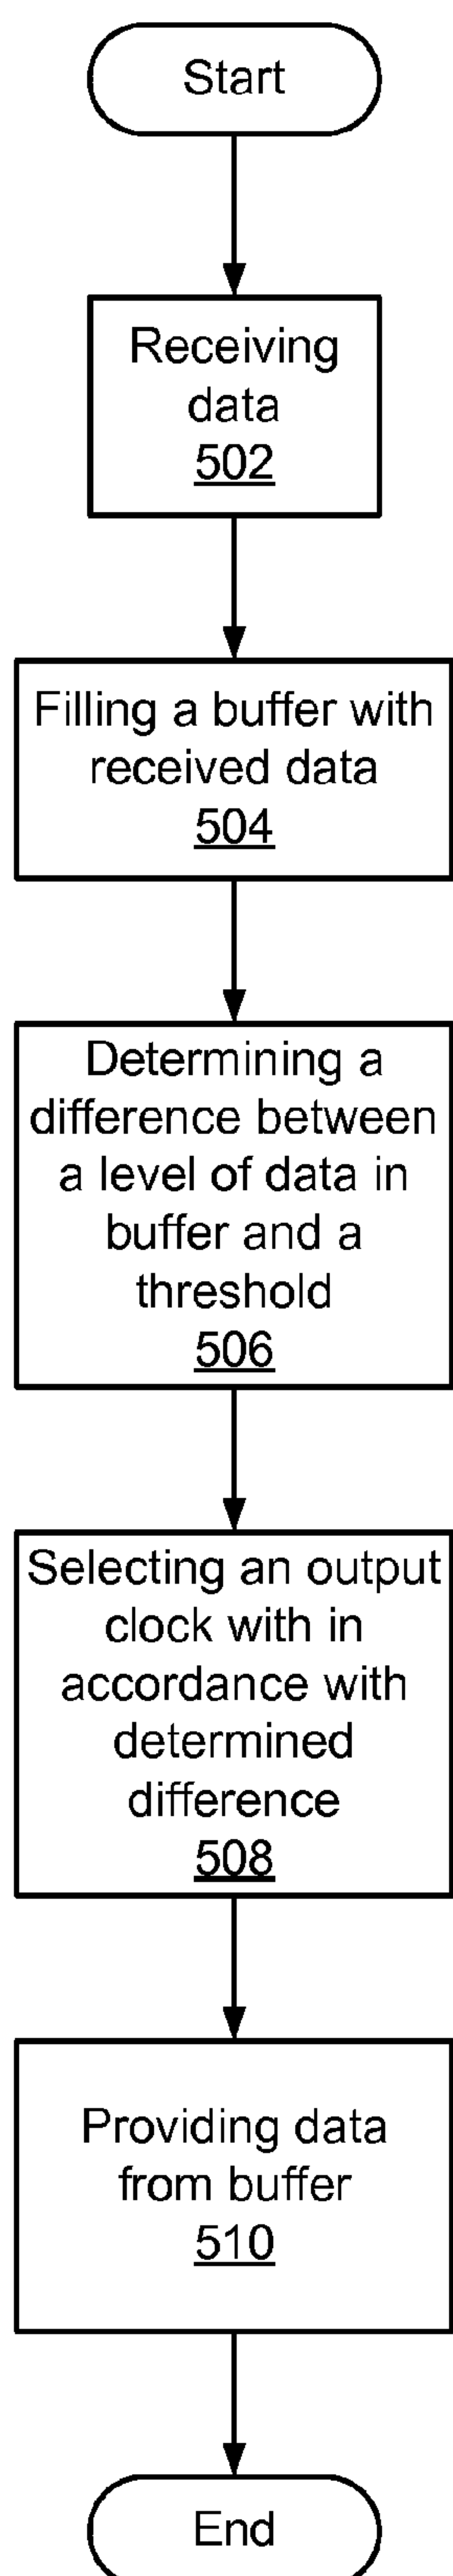 Start
Receiving
data
502
Filling a buffer with
received data
504
Determining a
difference between
a level of data in
buffer and a
threshold
506
Selecting an output
clock with in
accordance with
determined
difference
508
Providing data
from buffer
510
End